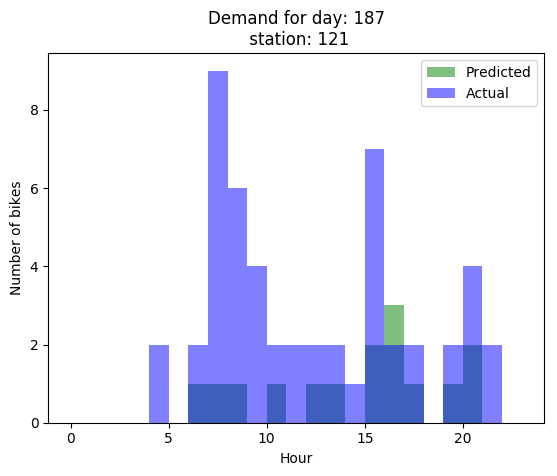 Demand for day: 187
station: 121
Predicted
Actual
Number of bikes
8
6
4
2
0
0
5
10
15
20
Hour